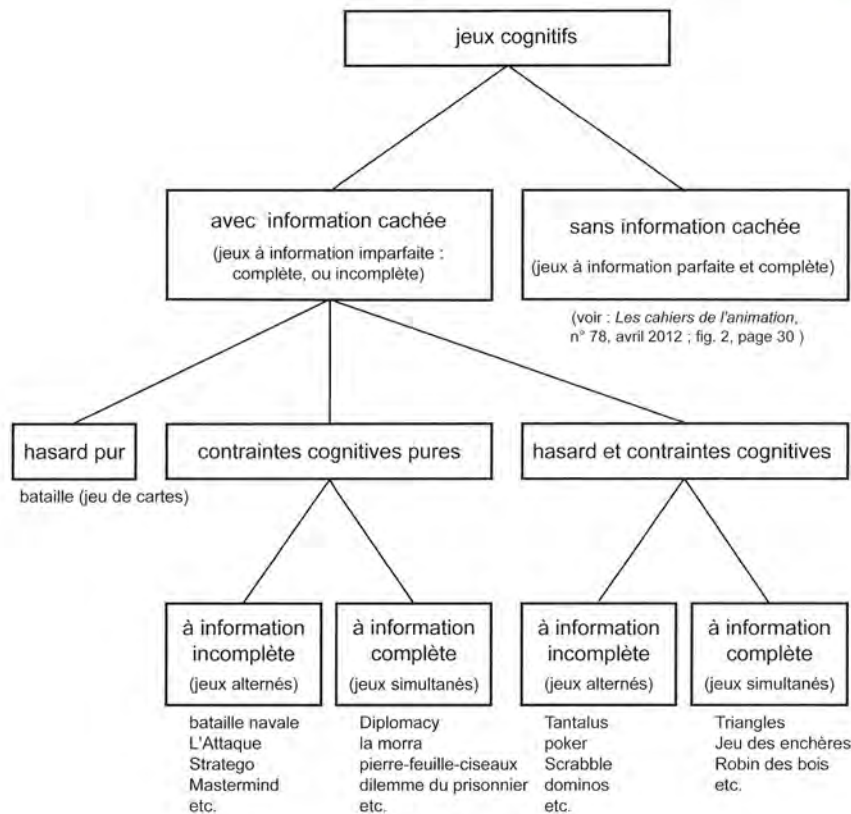 jeux cognitifs
avec information cachée
(jeux à information imparfaite :
complète, ou incomplète)
sans information cachée
(jeux à information parfaite et complète)
(voir : Les cahiers de l'animation,
n° 78, avril 2012 ; fig. 2, page 30 )
hasard pur
bataille (jeu de cartes)
contraintes cognitives pures
hasard et contraintes cognitives
à information
incomplète
(jeux alternés)
bataille navale
L'Attaque
Stratego
Mastermind
etc.
à information
complète
(jeux simultanés)
Diplomacy
la morra
pierre-feuille-ciseaux
dilemme du prisonnier
etc.
à information
incomplète
(jeux alternés)
Tantalus
poker
Scrabble
dominos
etc.
à information
complète
(jeux simultanés)
Triangles
Jeu des enchères
Robin des bois
etc.